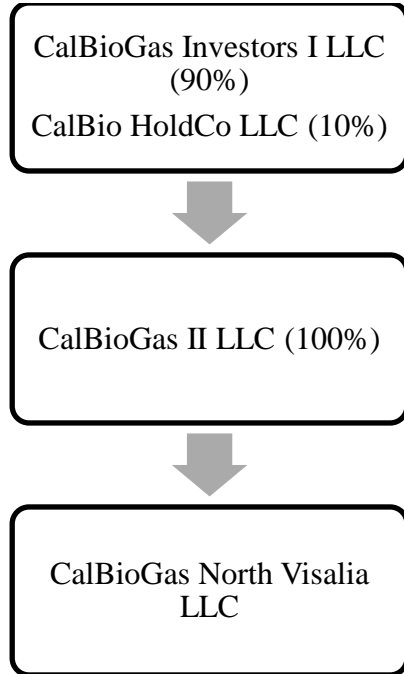 CalBioGas Investors I LLC
(90%)
CalBio HoldCo LLC (10%)
CalBioGas II LLC (100%)
CalBioGas North Visalia
LLC